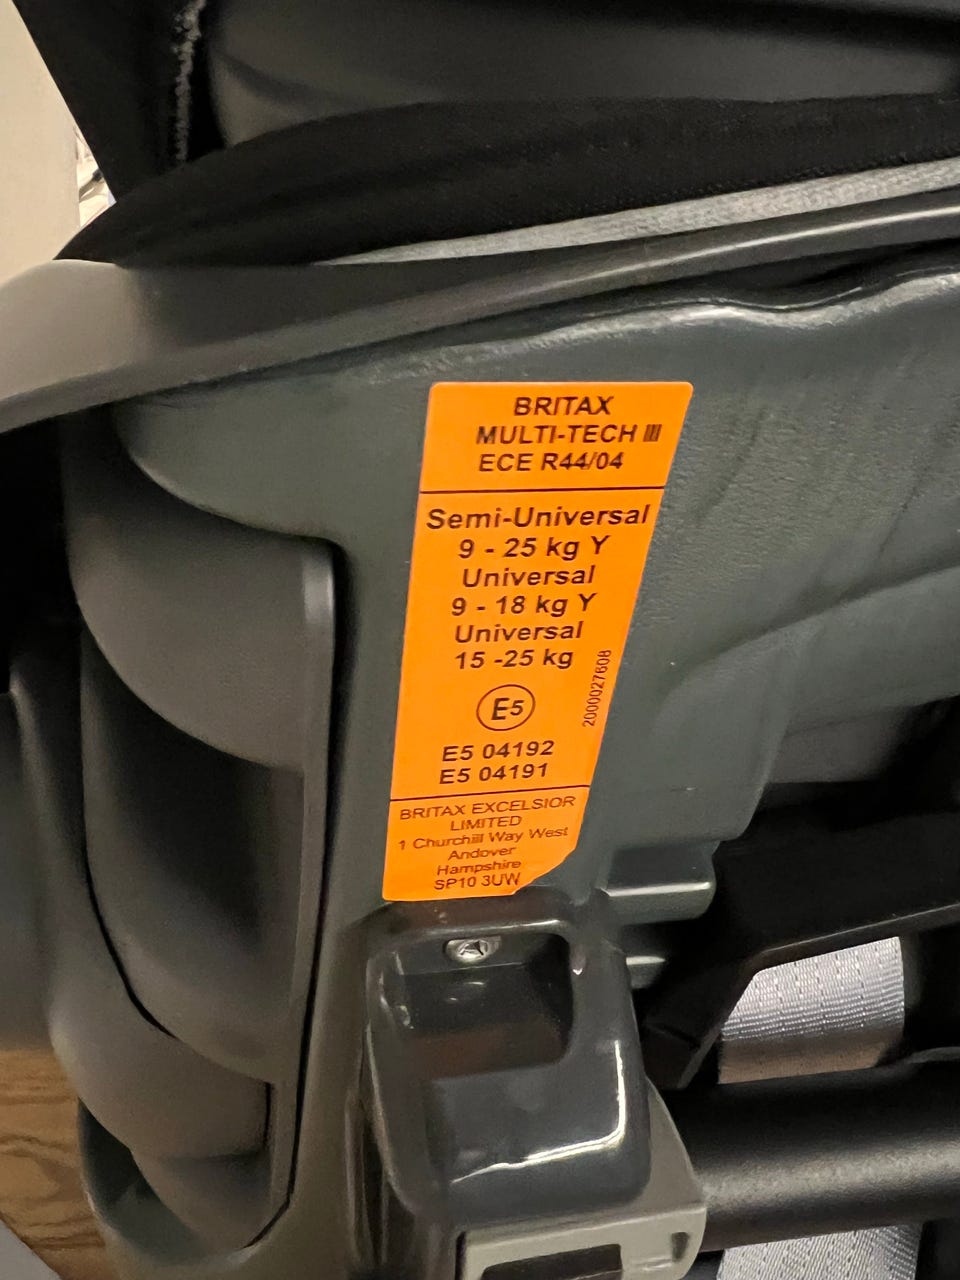 BRITAX
MULTI-TECH III
ECE R44/04
Semi-Universal
9 - 25 kg Y
Universal
9 - 18 kg Y
Universal
15 -25 kg
E5
2000027608
E5 04192
E5 04191
BRITAX EXCELSIOR
LIMITED
1 Churchill Way West
Andover
Hampshire
SP10 3UW